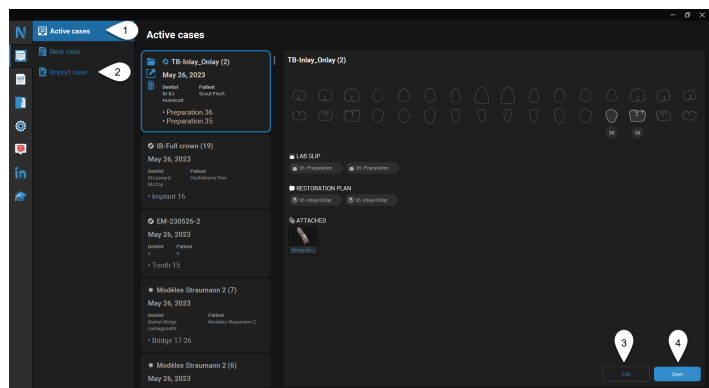 Active cases
New case
Import case
1
2
Active cases
TB-Inlay_Onlay (2)
May 26, 2023
Dentist Patient
Dr BJ Scout Finch
Hunnicutt
• Preparation 36
• Preparation 35
IB-Full crown (19)
May 26, 2023
Dentist Patient
Dr.Leonard Huckleberry Finn
McCoy
• Implant 16
EM-230526-2
May 26, 2023
Dentist Patient
• Tooth 15
Modèles Straumann 2 (7)
May 26, 2023
Dentist Patient
Dental Wings Modèles Straumann 2
coDiagnostiX
• Bridge 17-26
Modèles Straumann 2 (6)
May 26, 2023
TB-Inlay_Onlay (2)
35 36
LAB SLIP
36: Preparation 35: Preparation
RESTORATION PLAN
36: Inlay/Onlay 35: Inlay/Onlay
ATTACHED
3
4
Edit
Open